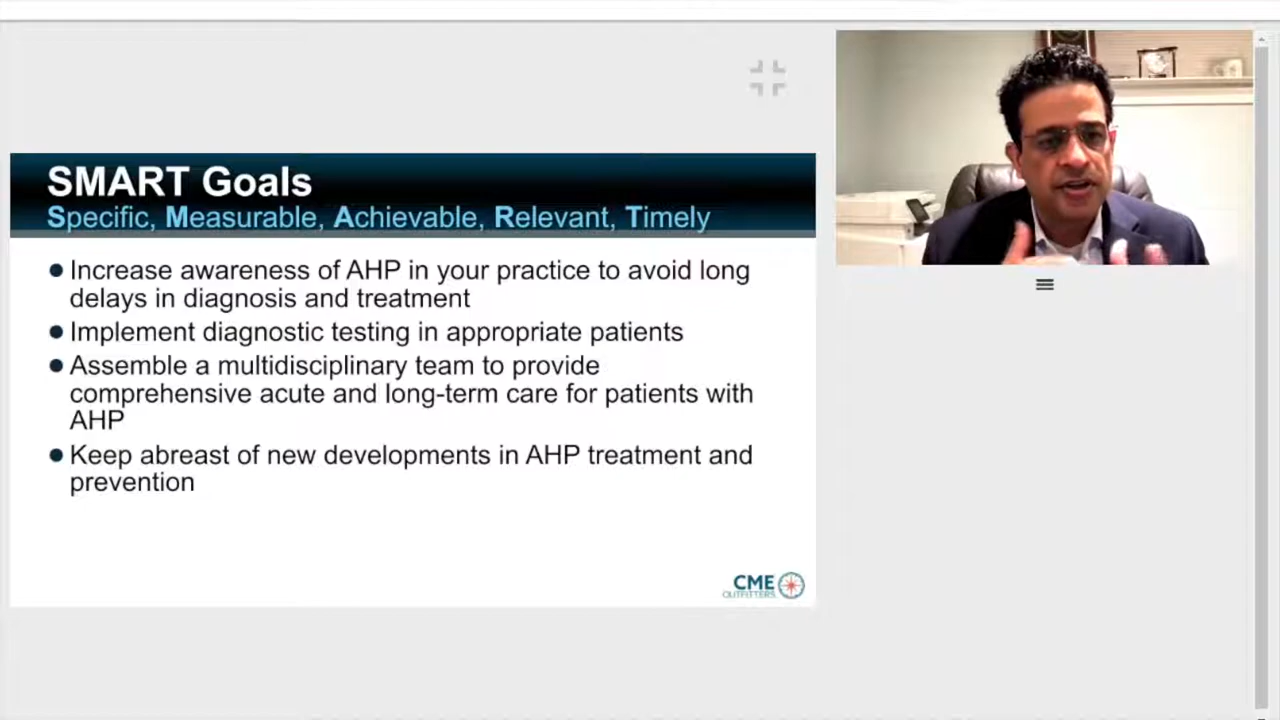 SMART Goals
Specific, Measurable, Achievable, Relevant, Timely
● Increase awareness of AHP in your practice to avoid long
delays in diagnosis and treatment
● Implement diagnostic testing in appropriate patients
● Assemble a multidisciplinary team to provide
comprehensive acute and long-term care for patients with
AHP
● Keep abreast of new developments in AHP treatment and
prevention
CME
OUTFITTERS